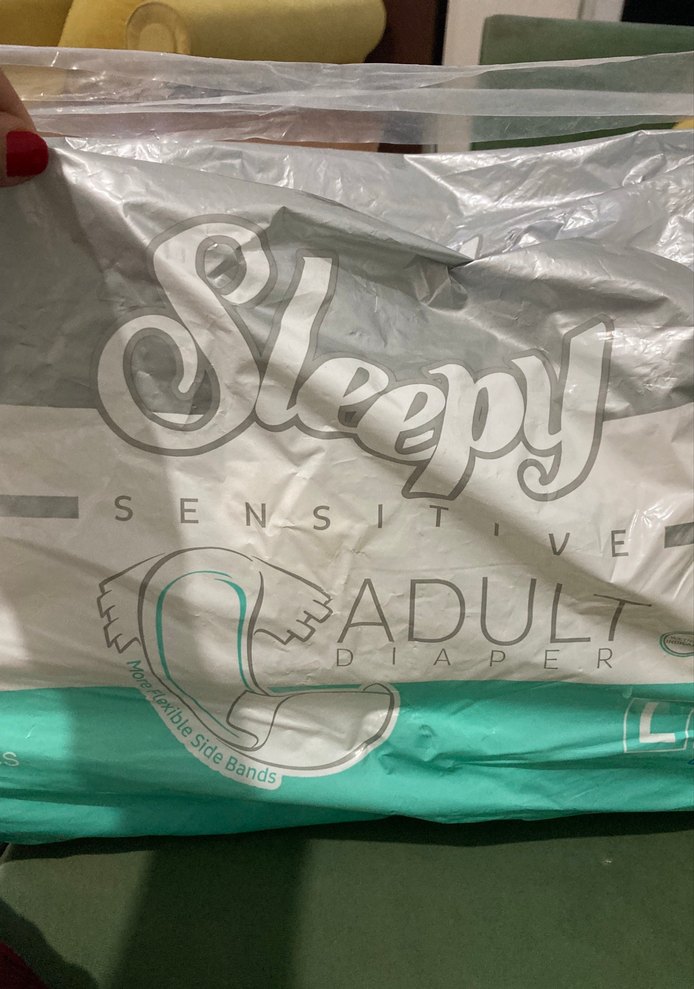 Sleepy
SENSITIVE
ADULT
DIAPER
More Flexible Side Bands
L